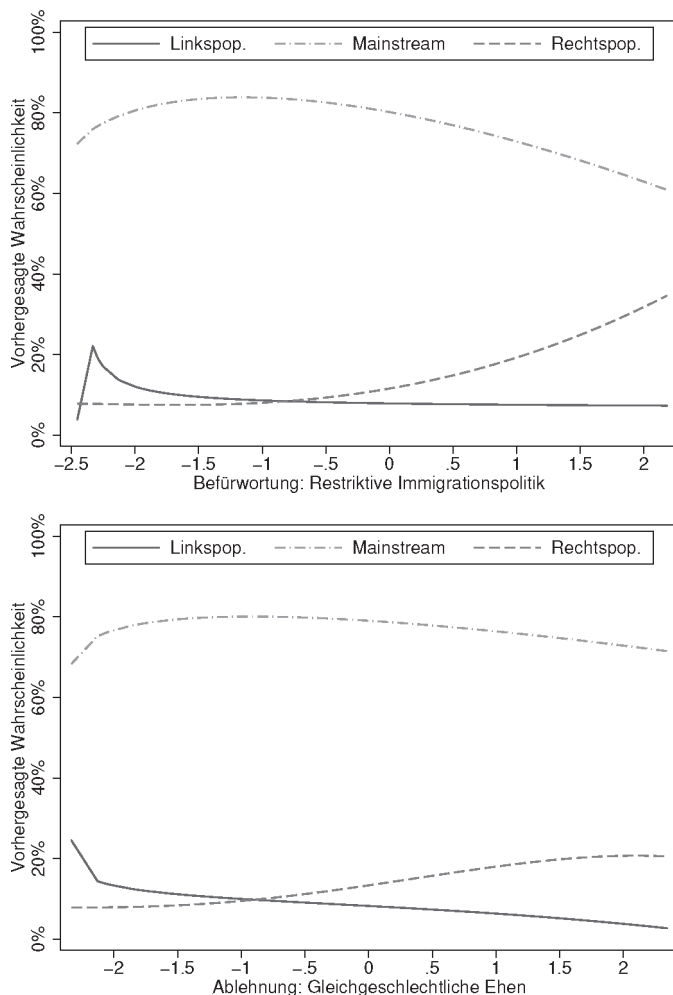 100%
Linkspop. Mainstream Rechtspop.
80%
60%
40%
20%
0%
Vorhergesagte Wahrscheinlichkeit
−2.5 −2 −1.5 −1 −.5 0 .5 1 1.5 2
Befürwortung: Restriktive Immigrationspolitik
100%
Linkspop. Mainstream Rechtspop.
80%
60%
40%
20%
0%
Vorhergesagte Wahrscheinlichkeit
−2 −1.5 −1 −.5 0 .5 1 1.5 2
Ablehnung: Gleichgeschlechtliche Ehen